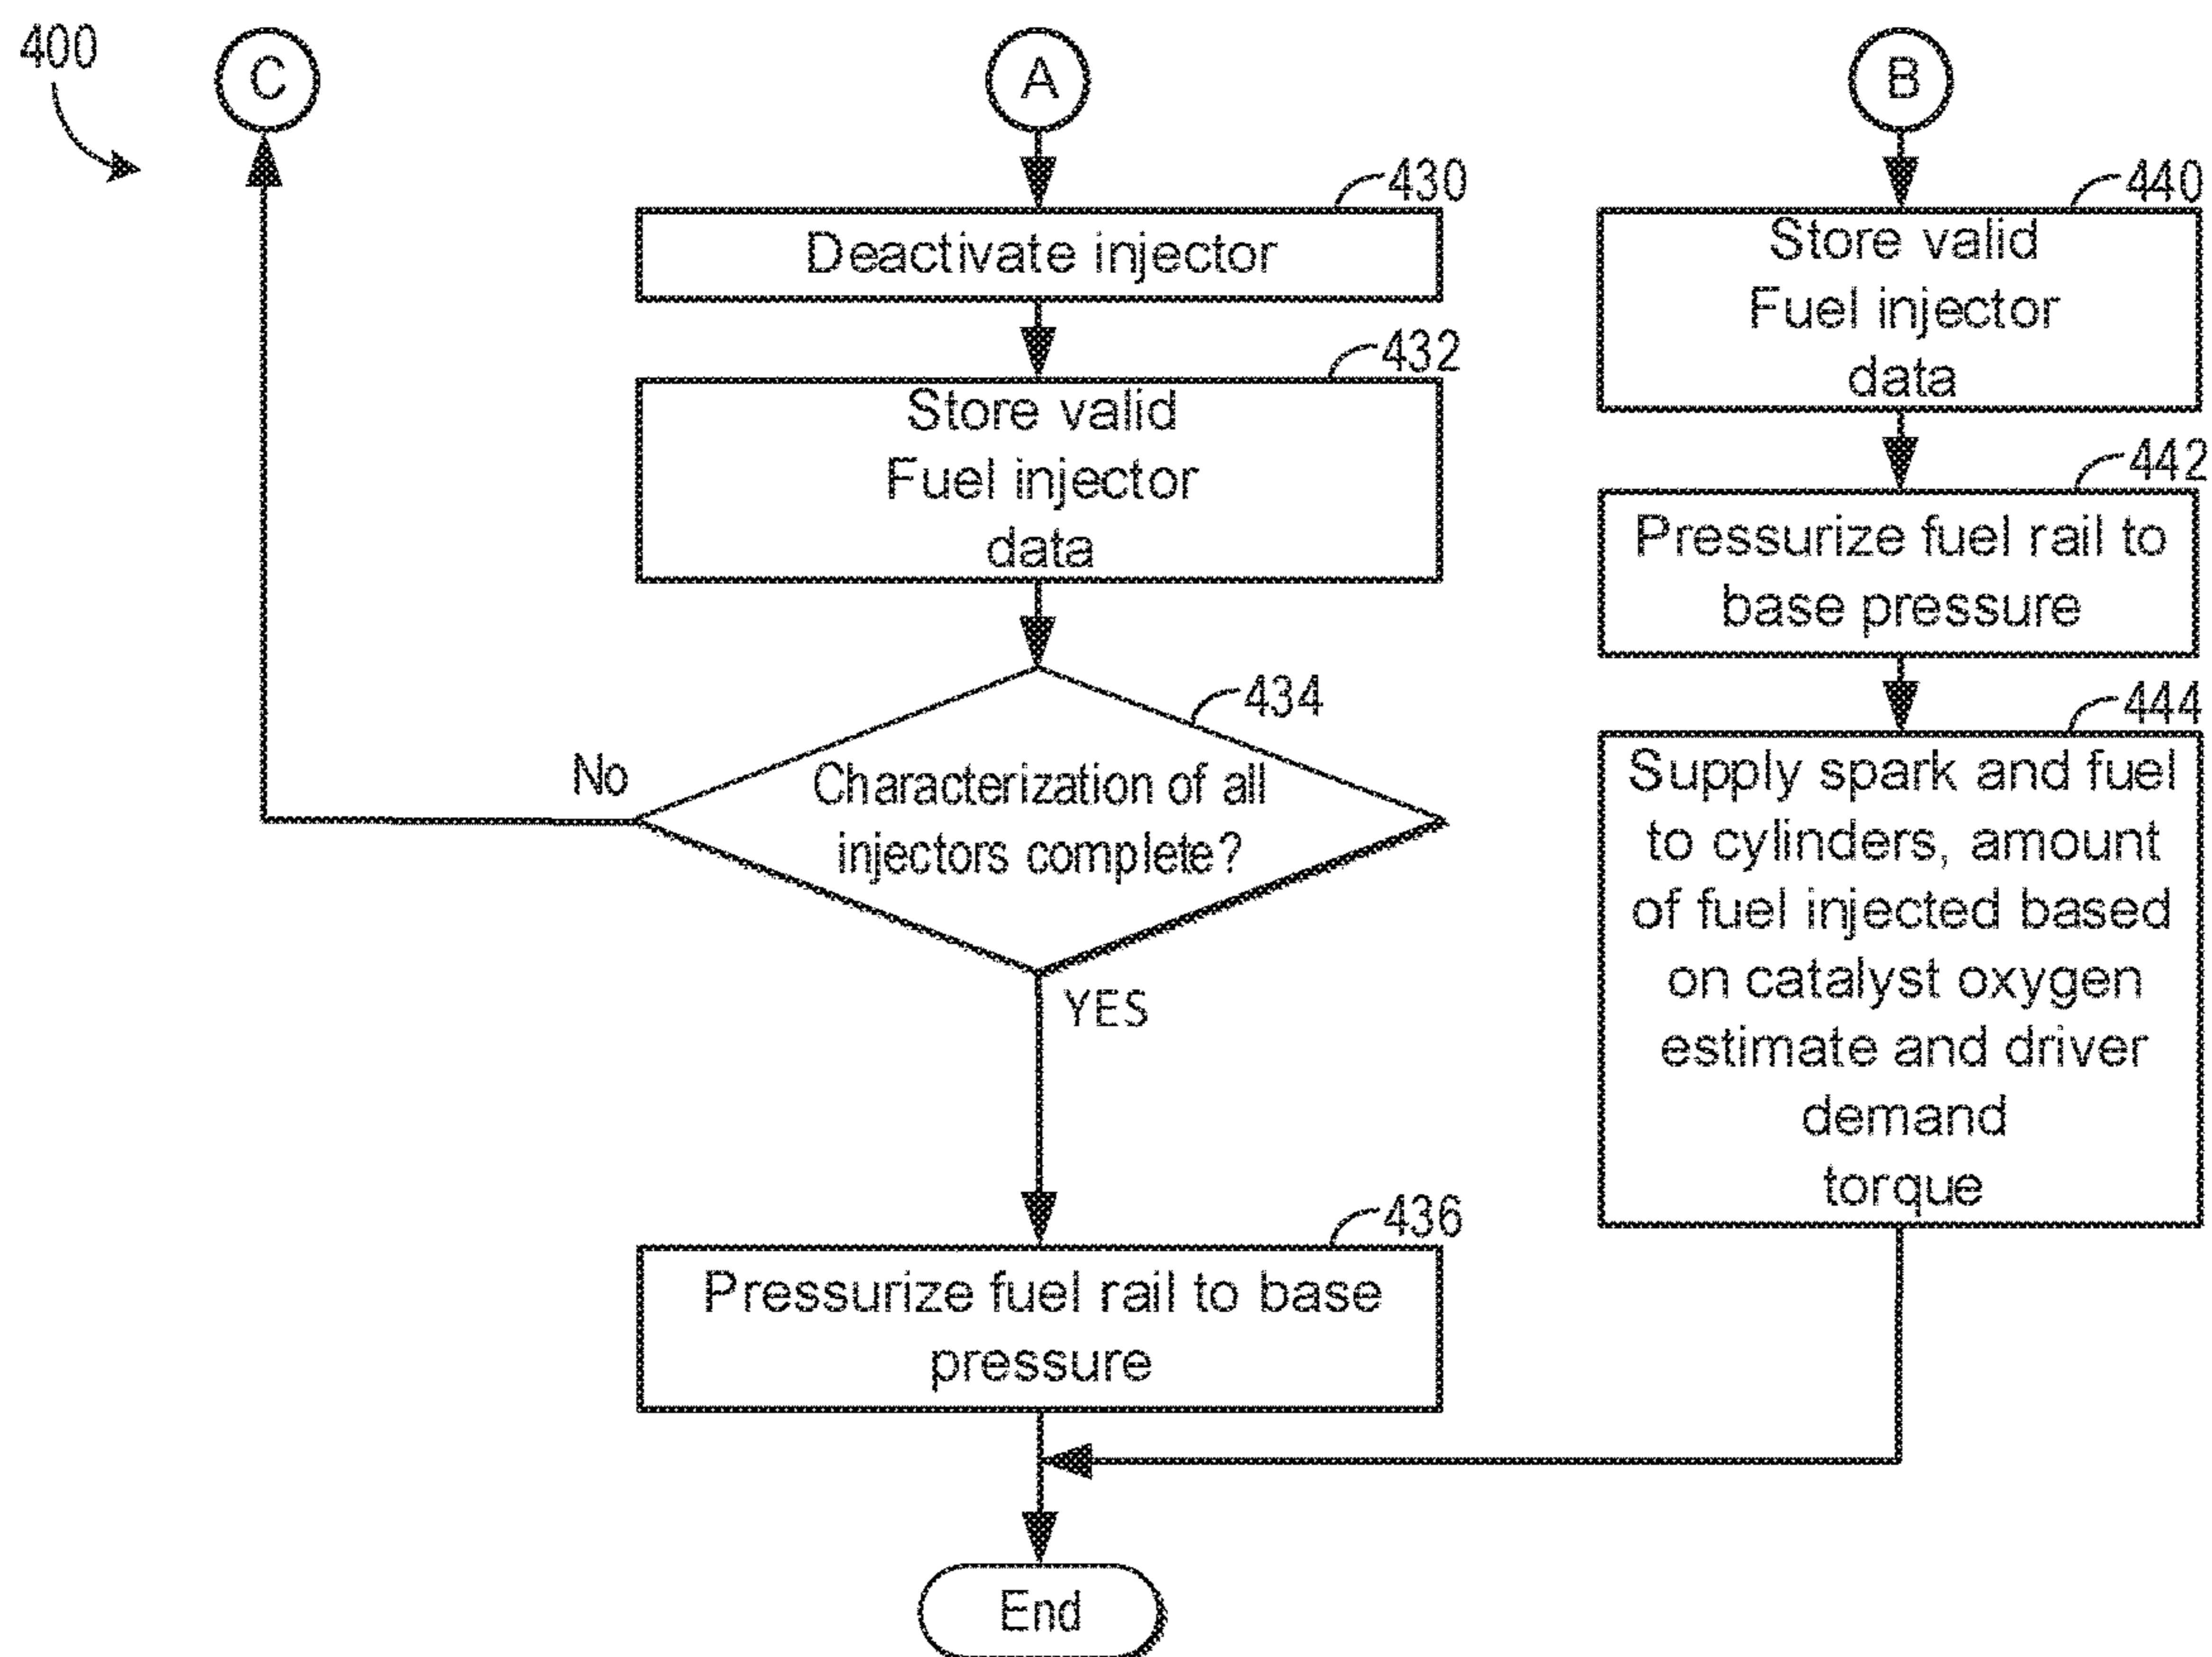 400
C
A
B
430
Deactivate injector
432
Store valid
Fuel injector
data
434
No
Characterization of all
injectors complete?
YES
436
Pressurize fuel rail to base
pressure
End
440
Store valid
Fuel injector
data
442
Pressurize fuel rail to
base pressure
444
Supply spark and fuel
to cylinders, amount
of fuel injected based
on catalyst oxygen
estimate and driver
demand
torque